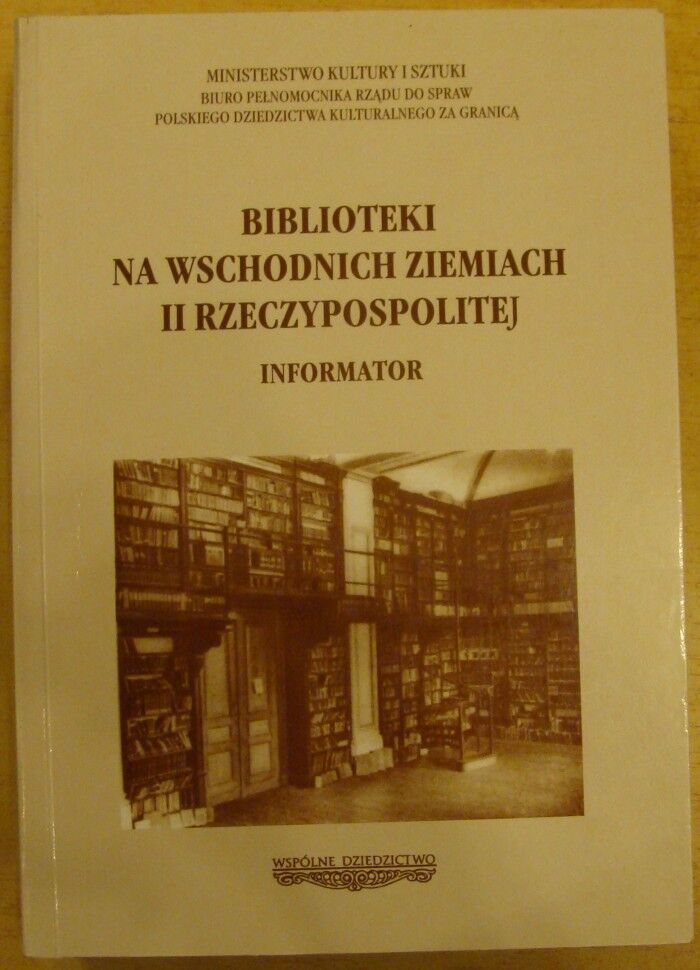 MINISTERSTWO KULTURY I SZTUKI
BIURO PEŁNOMOCNIKA RZĄDU DO SPRAW
POLSKIEGO DZIEDZICTWA KULTURALNEGO ZA GRANICĄ
BIBLIOTEKI
NA WSCHODNICH ZIEMIACH
II RZECZYPOSPOLITEJ
INFORMATOR
WSPÓLNE DZIEDZICTWO